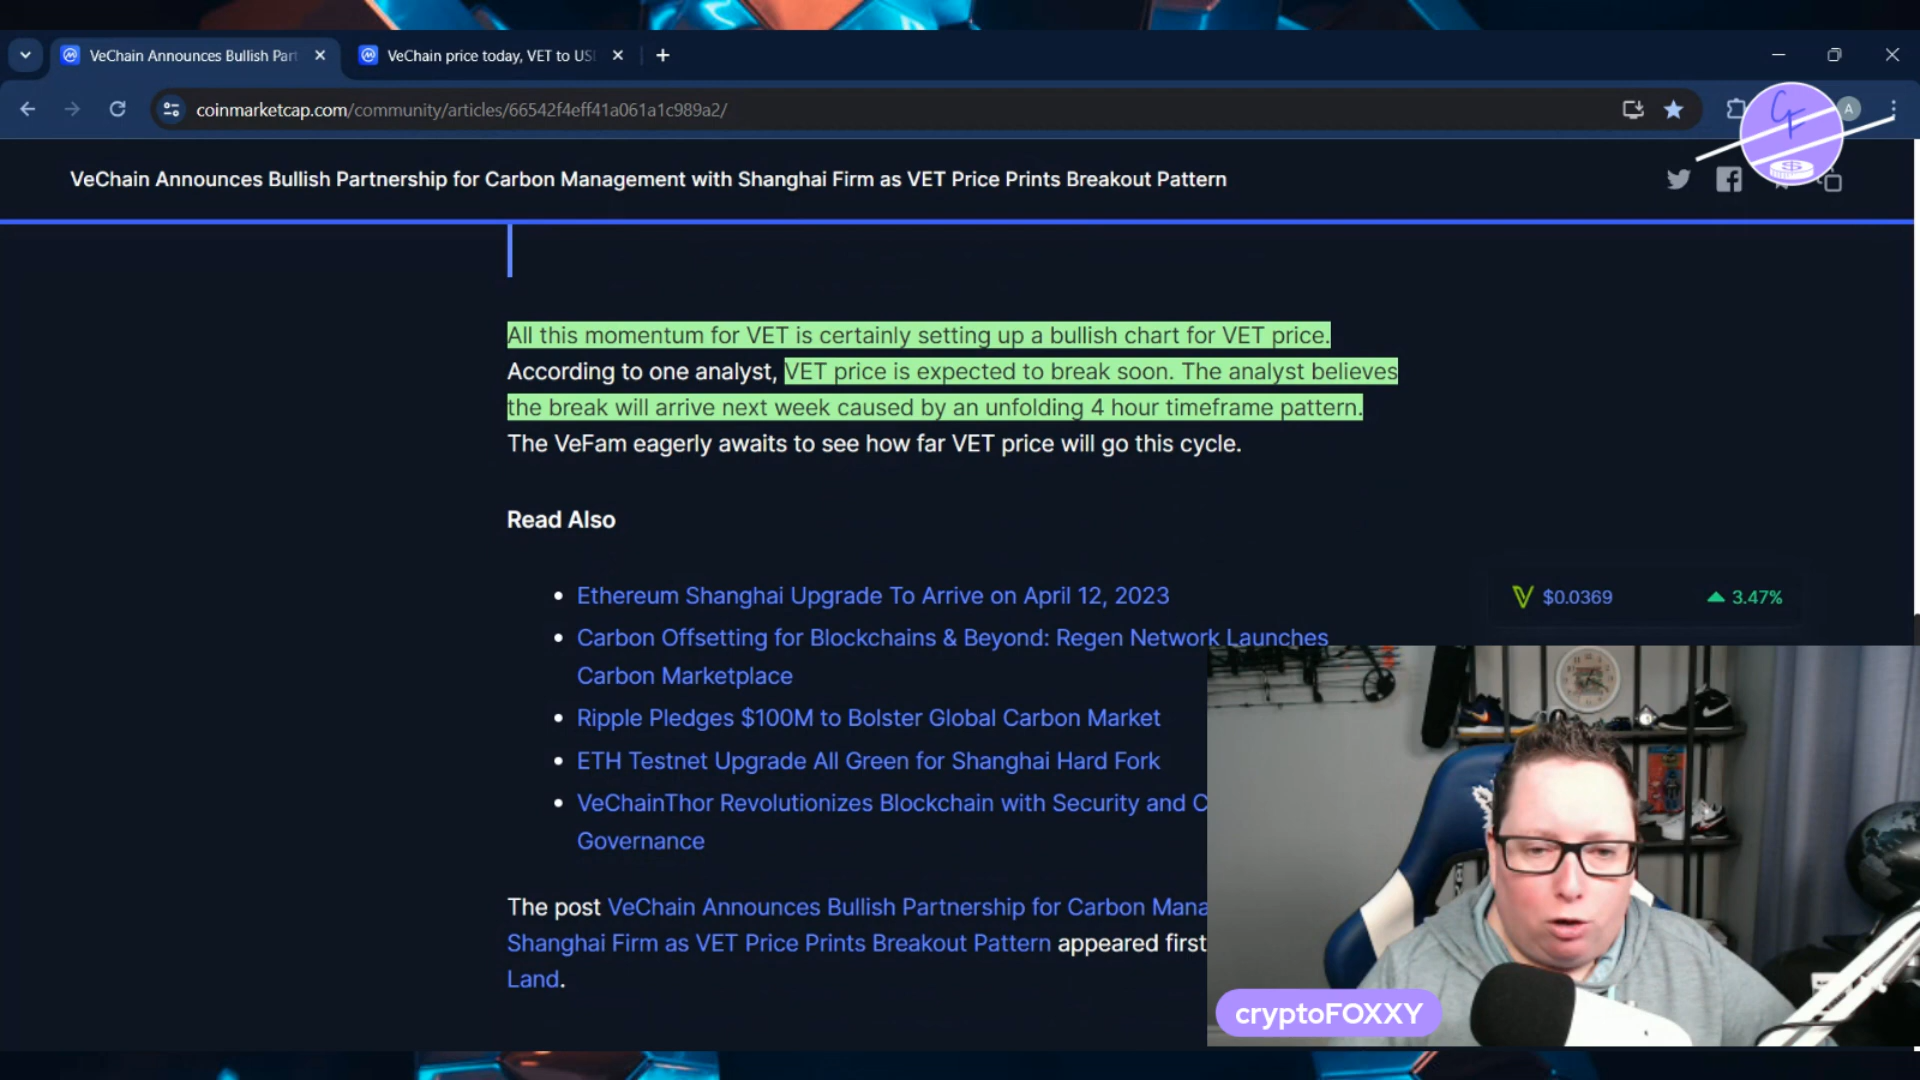 VeChain Announces Bullish Part
VeChain price today, VET to US
coinmarketcap.com/community/articles/66542f4eff41a061a1c989a2/
A
VeChain Announces Bullish Partnership for Carbon Management with Shanghai Firm as VET Price Prints Breakout Pattern
All this momentum for VET is certainly setting up a bullish chart for VET price.
According to one analyst, VET price is expected to break soon. The analyst believes
the break will arrive next week caused by an unfolding 4 hour timeframe pattern.
The VeFam eagerly awaits to see how far VET price will go this cycle.
Read Also
$0.0369 3.47%
• Ethereum Shanghai Upgrade To Arrive on April 12, 2023
• Carbon Offsetting for Blockchains & Beyond: Regen Network Launches
Carbon Marketplace
• Ripple Pledges $100M to Bolster Global Carbon Market
• ETH Testnet Upgrade All Green for Shanghai Hard Fork
• VeChainThor Revolutionizes Blockchain with Security and C
Governance
The post VeChain Announces Bullish Partnership for Carbon Mana
Shanghai Firm as VET Price Prints Breakout Pattern appeared first
Land.
cryptoFOXXY